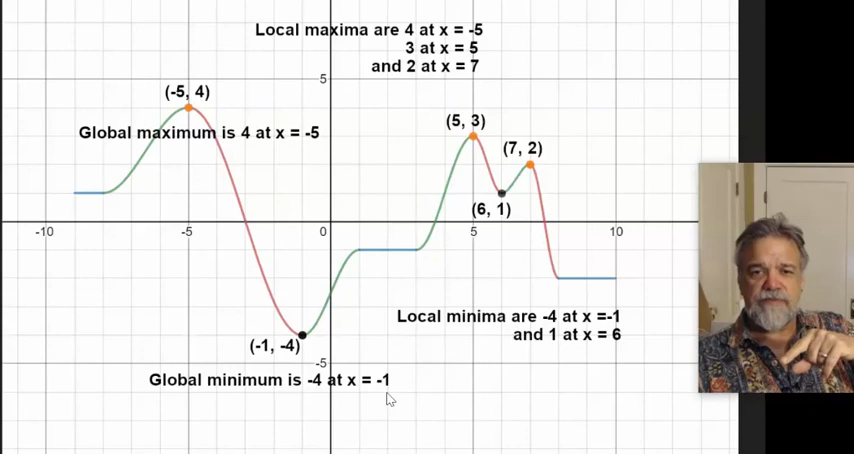 Local maxima are 4 at x = -5
3 at x = 5
and 2 at x = 7
5
(-5, 4)
Global maximum is 4 at x = -5
(5, 3)
(7, 2)
(6, 1)
-10
-5
0
5
10
Local minima are -4 at x =-1
and 1 at x = 6
(-1, -4)
-5
Global minimum is -4 at x = -1